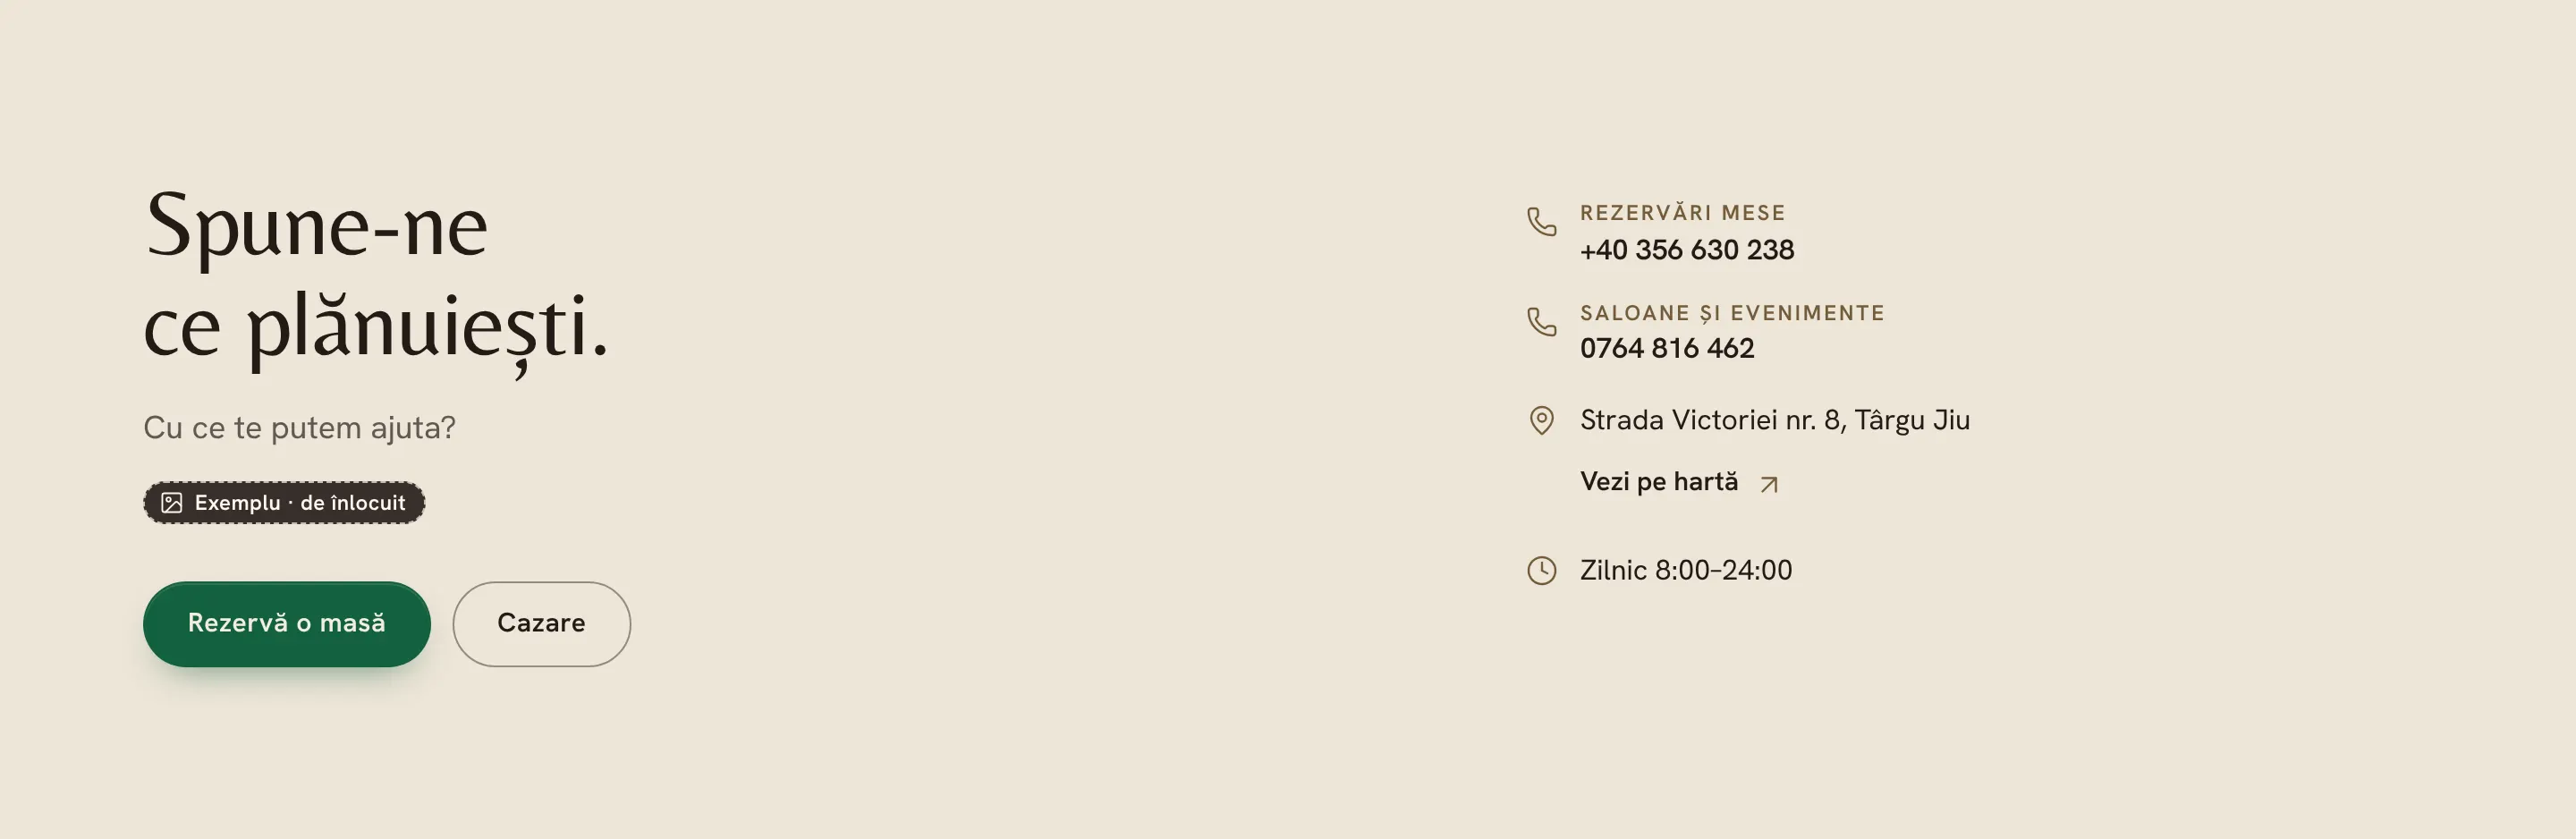 Spune-ne
ce plănuiești.
Cu ce te putem ajuta?
Exemplu · de înlocuit
Rezervă o masă
Cazare
REZERVĂRI MESE
+40 356 630 238
SALOANE ȘI EVENIMENTE
0764 816 462
Strada Victoriei nr. 8, Târgu Jiu
Vezi pe hartă
Zilnic 8:00–24:00